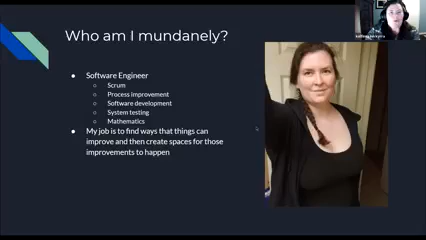 Who am I mundanely?
● Software Engineer
○ Scrum
○ Process improvement
○ Software development
○ System testing
○ Mathematics
● My job is to find ways that things can
improve and then create spaces for those
improvements to happen